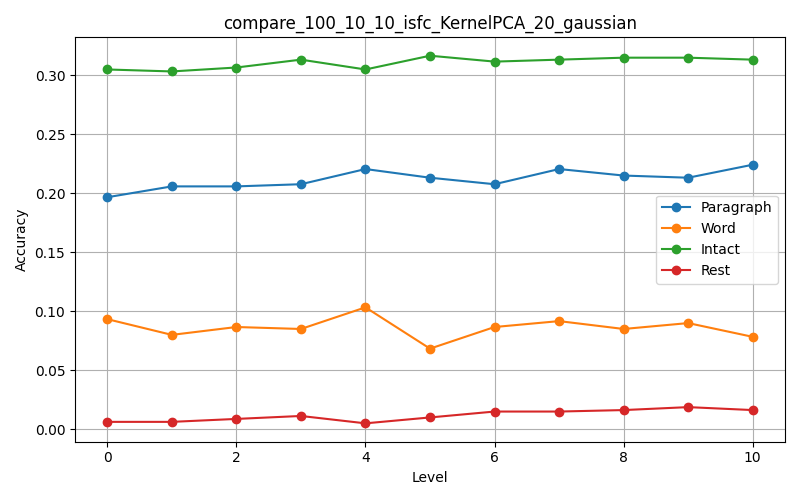 compare_100_10_10_isfc_KernelPCA_20_gaussian
0.30
0.25
0.20
0.15
0.10
0.05
0.00
Accuracy
Paragraph
Word
Intact
Rest
0 2 4 6 8 10
Level